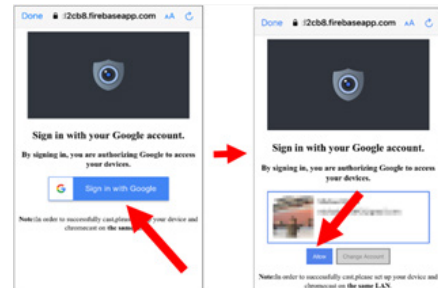 Done 2cb8.firebaseapp.com AA
Sign in with your Google account.
By signing in, you are authorizing Google to access
your devices.
G Sign in with Google
Note:In order to successfully cast,please your device and
chromecast on the same
Done 2cb8.firebaseapp.com AA
Sign in with your Google account.
By signing in, you are authorizing Google to access
your devices.
Allow Change Account
Note:In order to successfully cast,please set up your device and
chromecast on the same LAN.